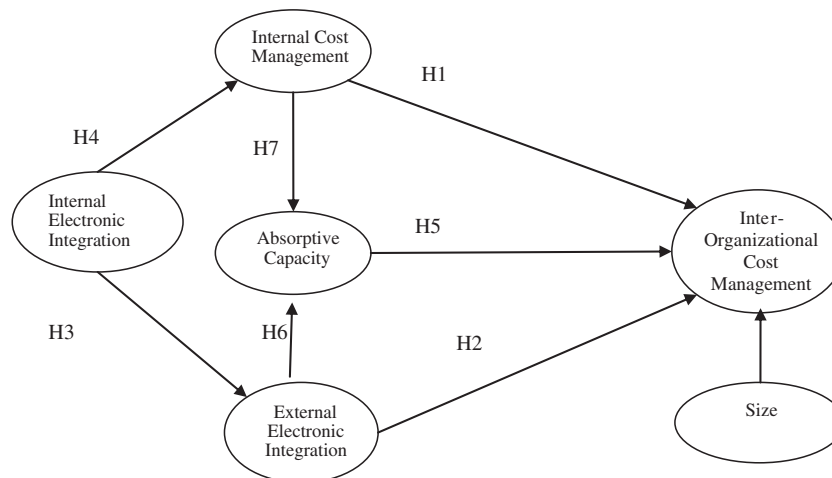 Internal Cost
Management
H1
H4
H7
Internal
Electronic
Integration
Absorptive
Capacity
H5
Inter-
Organizational
Cost
Management
H3
H6
H2
External
Electronic
Integration
Size